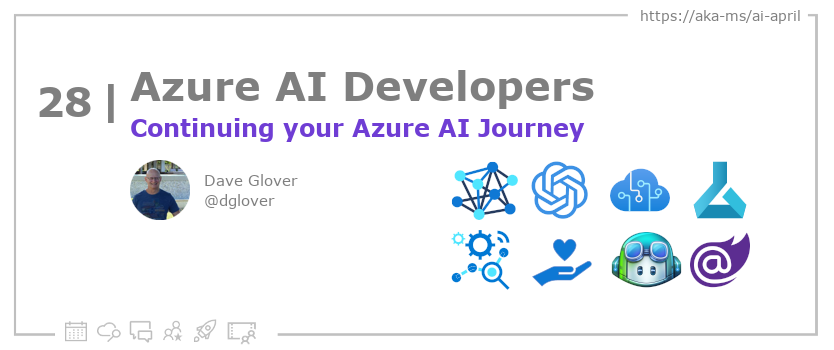 https://aka-ms/ai-april
28 | Azure AI Developers
Continuing your Azure AI Journey
Dave Glover
@dglover